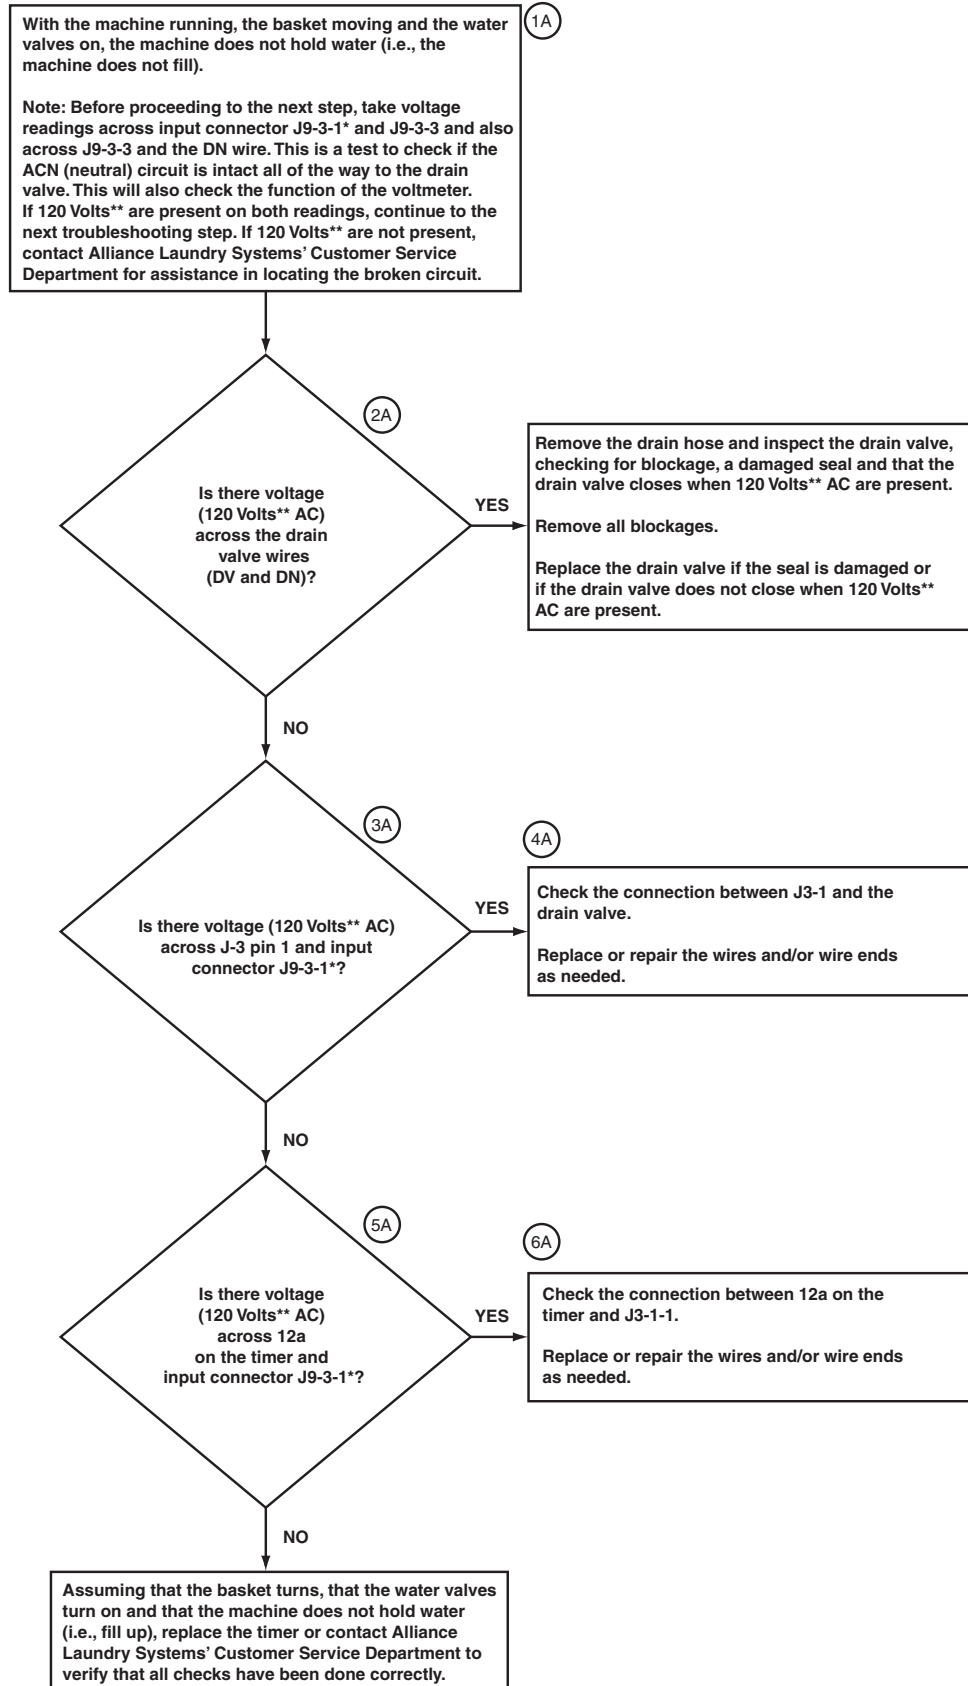 With the machine running, the basket moving and the water
valves on, the machine does not hold water (i.e., the
machine does not fill).
Note: Before proceeding to the next step, take voltage
readings across input connector J9-3-1* and J9-3-3 and also
across J9-3-3 and the DN wire. This is a test to check if the
ACN (neutral) circuit is intact all of the way to the drain
valve. This will also check the function of the voltmeter.
If 120 Volts** are present on both readings, continue to the
next troubleshooting step. If 120 Volts** are not present,
contact Alliance Laundry Systems' Customer Service
Department for assistance in locating the broken circuit.
1A
2A
Is there voltage
(120 Volts** AC)
across the drain
valve wires
(DV and DN)?
YES
Remove the drain hose and inspect the drain valve,
checking for blockage, a damaged seal and that the
drain valve closes when 120 Volts** AC are present.
Remove all blockages.
Replace the drain valve if the seal is damaged or
if the drain valve does not close when 120 Volts**
AC are present.
NO
3A
Is there voltage (120 Volts** AC)
across J-3 pin 1 and input
connector J9-3-1*?
YES
4A
Check the connection between J3-1 and the
drain valve.
Replace or repair the wires and/or wire ends
as needed.
NO
5A
Is there voltage
(120 Volts** AC)
across 12a
on the timer and
input connector J9-3-1*?
YES
6A
Check the connection between 12a on the
timer and J3-1-1.
Replace or repair the wires and/or wire ends
as needed.
NO
Assuming that the basket turns, that the water valves
turn on and that the machine does not hold water
(i.e., fill up), replace the timer or contact Alliance
Laundry Systems' Customer Service Department to
verify that all checks have been done correctly.